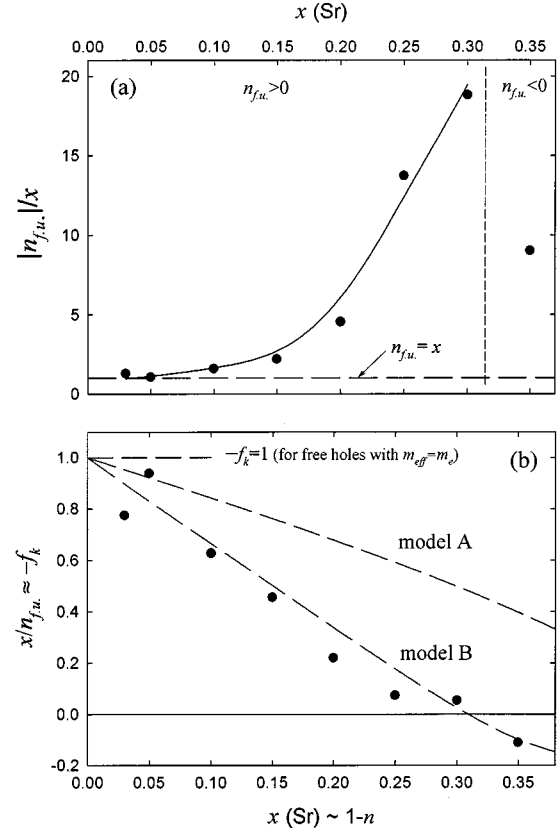 x (Sr)
0.00 0.05 0.10 0.15 0.20 0.25 0.30 0.35
(a)
n_{f.u.}>0
n_{f.u.}<0
20
15
10
5
0
|n_{f.u.}|/x
n_{f.u.}= x
(b)
−f_k=1 (for free holes with m_{eff}=m_e)
model A
model B
1.0
0.8
0.6
0.4
0.2
0.0
-0.2
x/n_{f.u.} ≈ −f_k
0.00 0.05 0.10 0.15 0.20 0.25 0.30 0.35
x (Sr) ~ 1-n